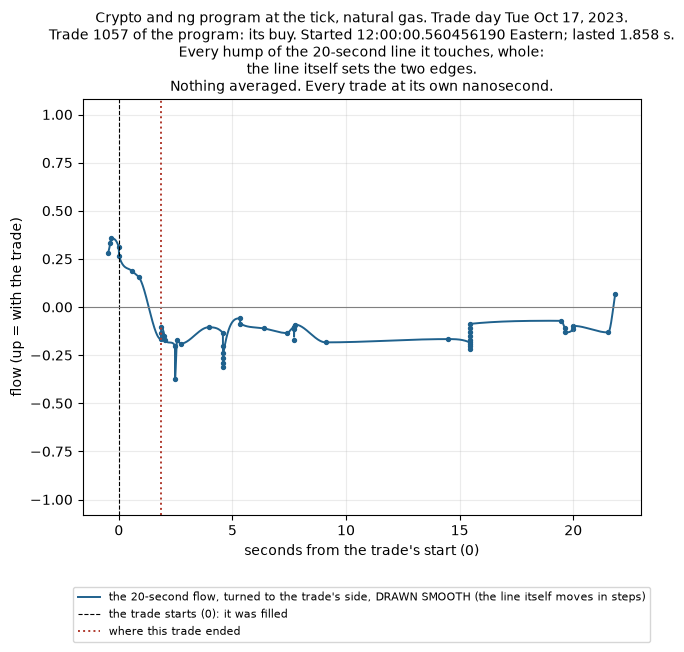 Crypto and ng program at the tick, natural gas. Trade day Tue Oct 17, 2023.
Trade 1057 of the program: its buy. Started 12:00:00.560456190 Eastern; lasted 1.858 s.
Every hump of the 20-second line it touches, whole:
the line itself sets the two edges.
Nothing averaged. Every trade at its own nanosecond.
1.00
0.75
0.50
0.25
0.00
−0.25
−0.50
−0.75
−1.00
flow (up = with the trade)
0 5 10 15 20
seconds from the trade's start (0)
the 20-second flow, turned to the trade's side, DRAWN SMOOTH (the line itself moves in steps)
the trade starts (0): it was filled
where this trade ended